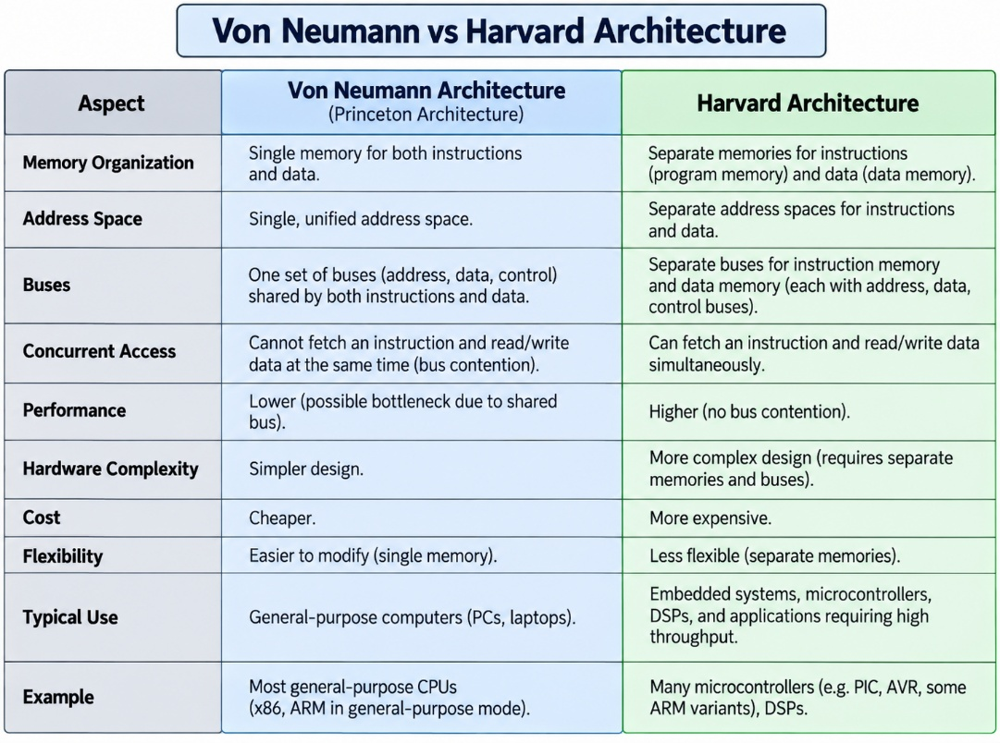 Von Neumann vs Harvard Architecture
Aspect
Von Neumann Architecture
(Princeton Architecture)
Harvard Architecture
Memory Organization
Single memory for both instructions
and data.
Separate memories for instructions
(program memory) and data (data memory).
Address Space
Single, unified address space.
Separate address spaces for instructions
and data.
Buses
One set of buses (address, data, control)
shared by both instructions and data.
Separate buses for instruction memory
and data memory (each with address, data,
control buses).
Concurrent Access
Cannot fetch an instruction and read/write
data at the same time (bus contention).
Can fetch an instruction and read/write data
simultaneously.
Performance
Lower (possible bottleneck due to shared
bus).
Higher (no bus contention).
Hardware Complexity
Simpler design.
More complex design (requires separate
memories and buses).
Cost
Cheaper.
More expensive.
Flexibility
Easier to modify (single memory).
Less flexible (separate memories).
Typical Use
General-purpose computers (PCs, laptops).
Embedded systems, microcontrollers,
DSPs, and applications requiring high
throughput.
Example
Most general-purpose CPUs
(x86, ARM in general-purpose mode).
Many microcontrollers (e.g. PIC, AVR, some
ARM variants), DSPs.